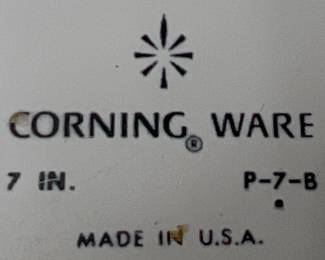 CORNING® WARE
7 IN. P-7-B
MADE IN U.S.A.